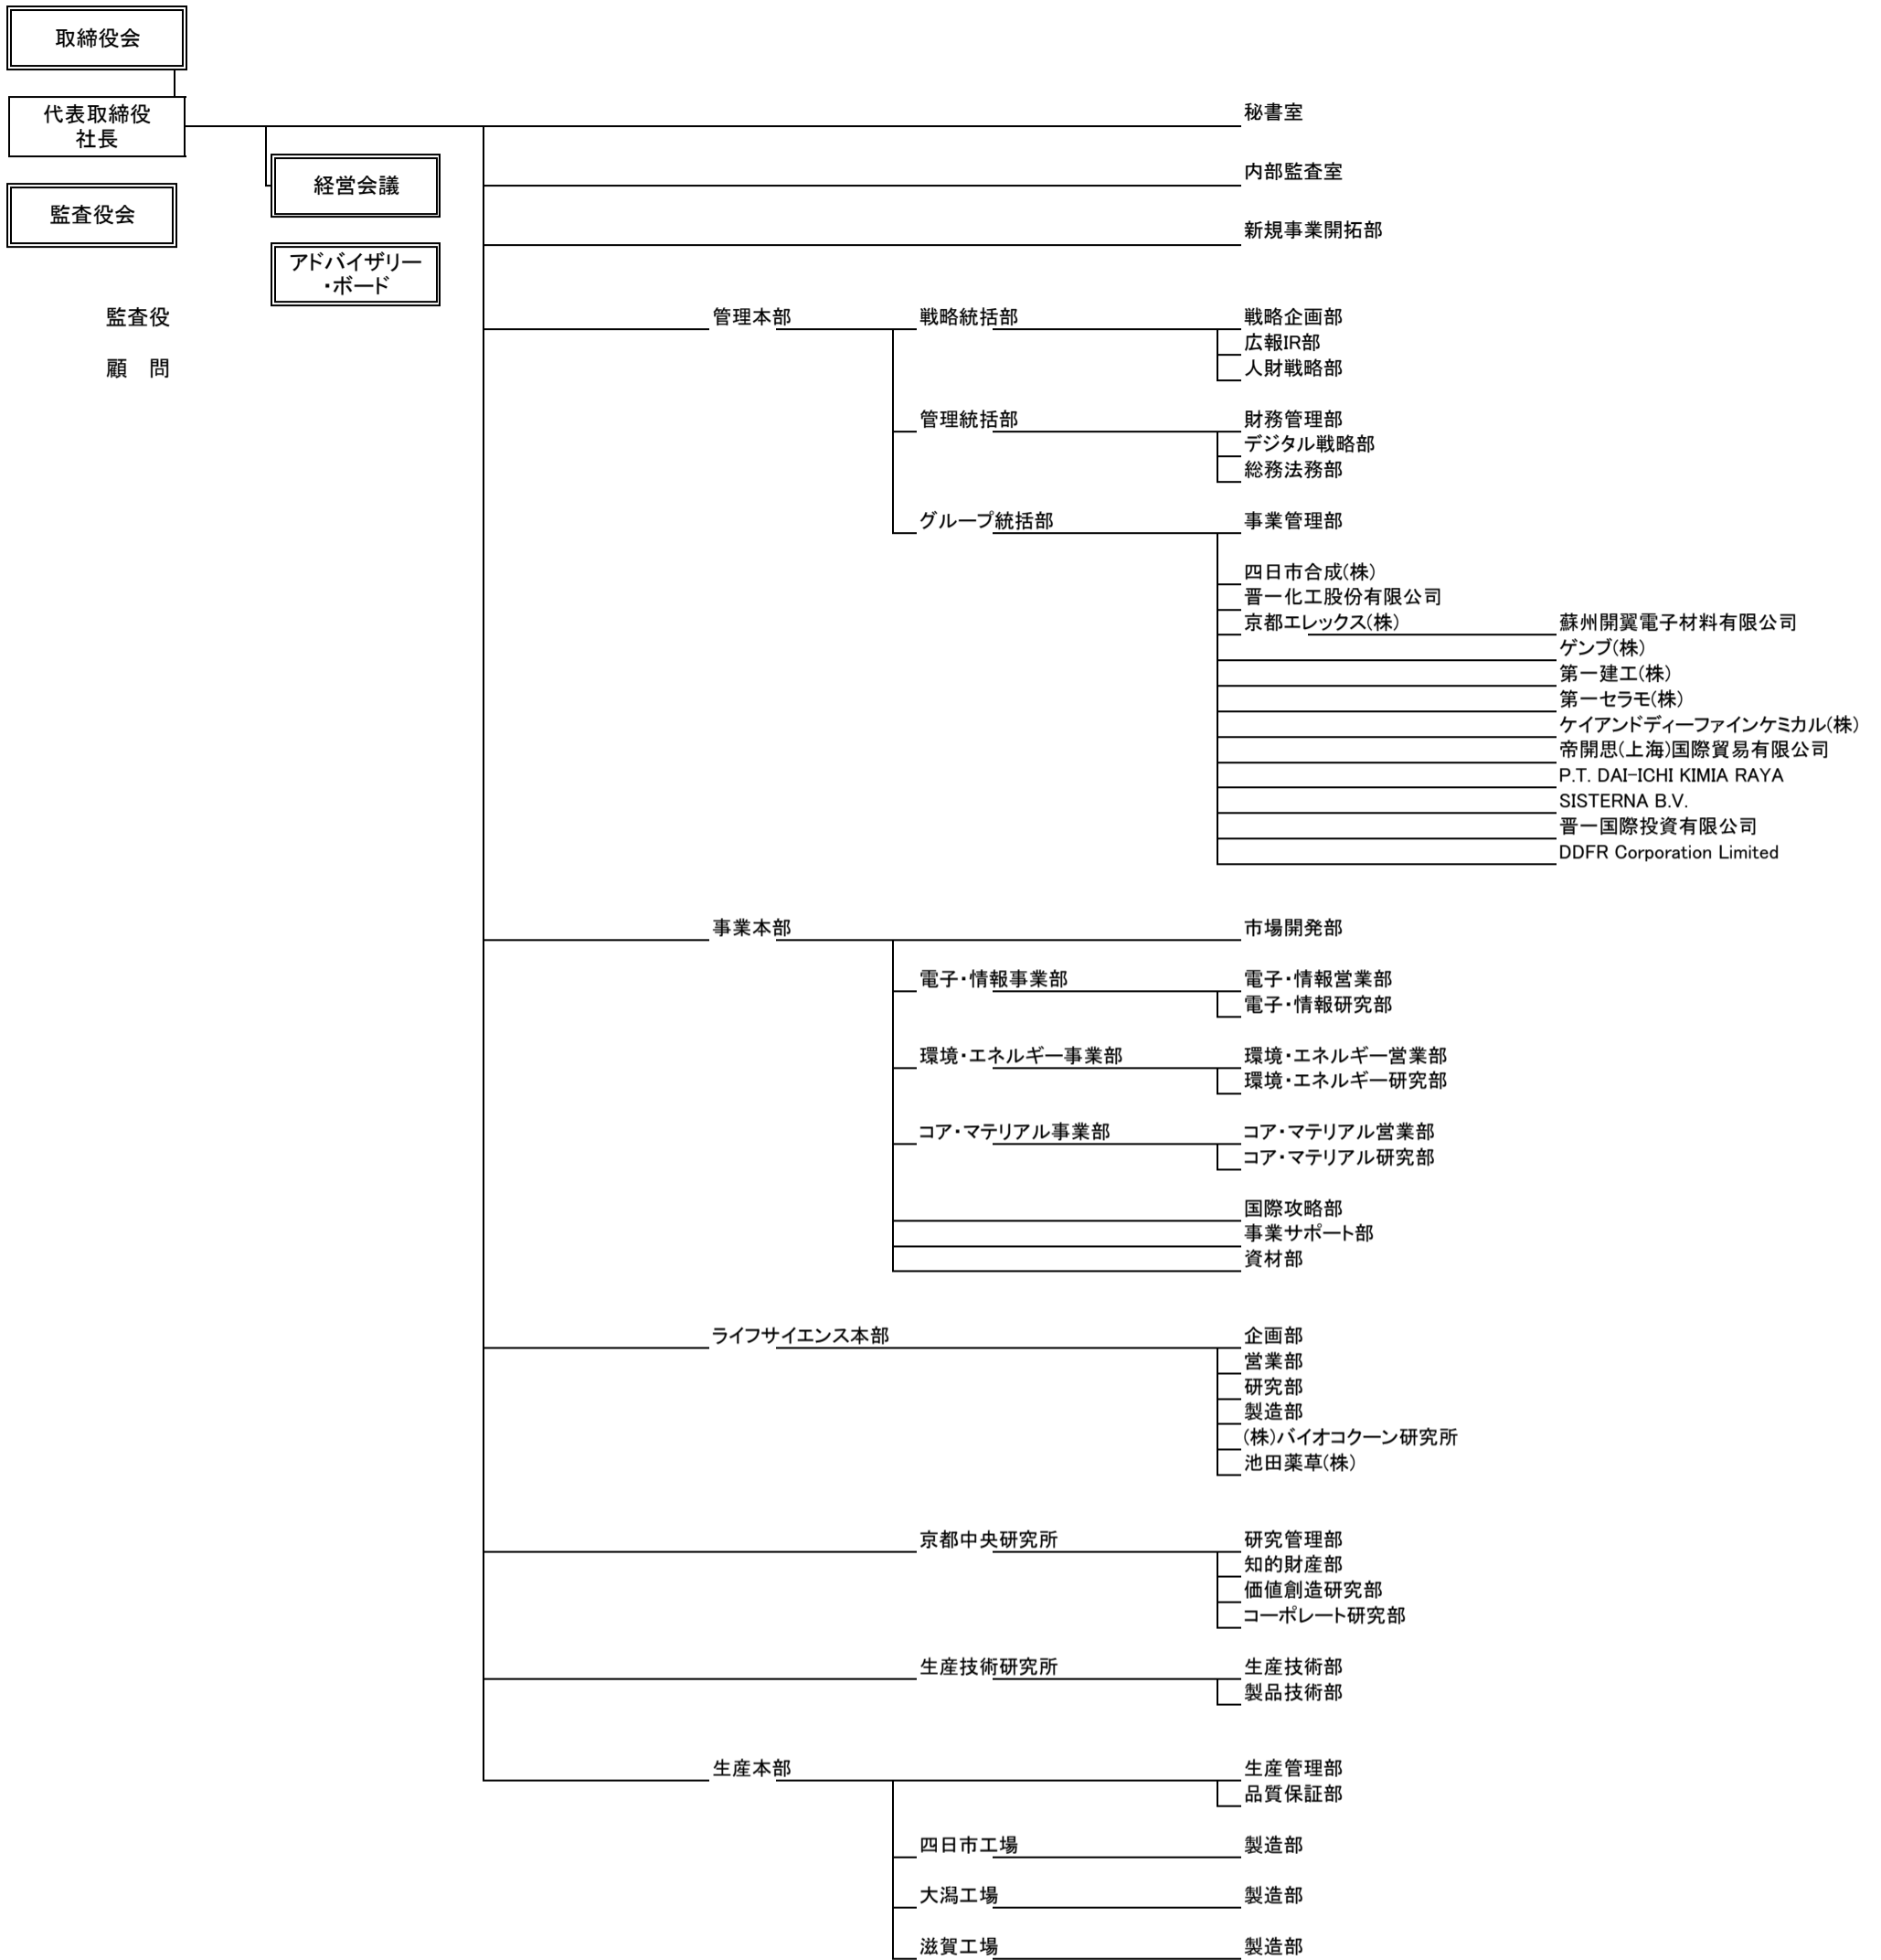 取締役会
代表取締役
社長
秘書室
内部監査室
経営会議
監査役会
新規事業開拓部
アドバイザリー
・ボード
監査役
管理本部
戦略統括部
戦略企画部
広報IR部
顧　問
人財戦略部
管理統括部
財務管理部
デジタル戦略部
総務法務部
グループ統括部
事業管理部
四日市合成(株)
晋一化工股份有限公司
京都エレックス(株)
蘇州開翼電子材料有限公司
ゲンブ(株)
第一建工(株)
第一セラモ(株)
ケイアンドディーファインケミカル(株)
帝開思(上海)国際貿易有限公司
P.T. DAI-ICHI KIMIA RAYA
SISTERNA B.V.
晋一国際投資有限公司
DDFR Corporation Limited
事業本部
市場開発部
電子・情報事業部
電子・情報営業部
電子・情報研究部
環境・エネルギー事業部
環境・エネルギー営業部
環境・エネルギー研究部
コア・マテリアル事業部
コア・マテリアル営業部
コア・マテリアル研究部
国際攻略部
事業サポート部
資材部
ライフサイエンス本部
企画部
営業部
研究部
製造部
(株)バイオコクーン研究所
池田薬草(株)
京都中央研究所
研究管理部
知的財産部
価値創造研究部
コーポレート研究部
生産技術研究所
生産技術部
製品技術部
生産本部
生産管理部
品質保証部
四日市工場
製造部
大潟工場
製造部
滋賀工場
製造部